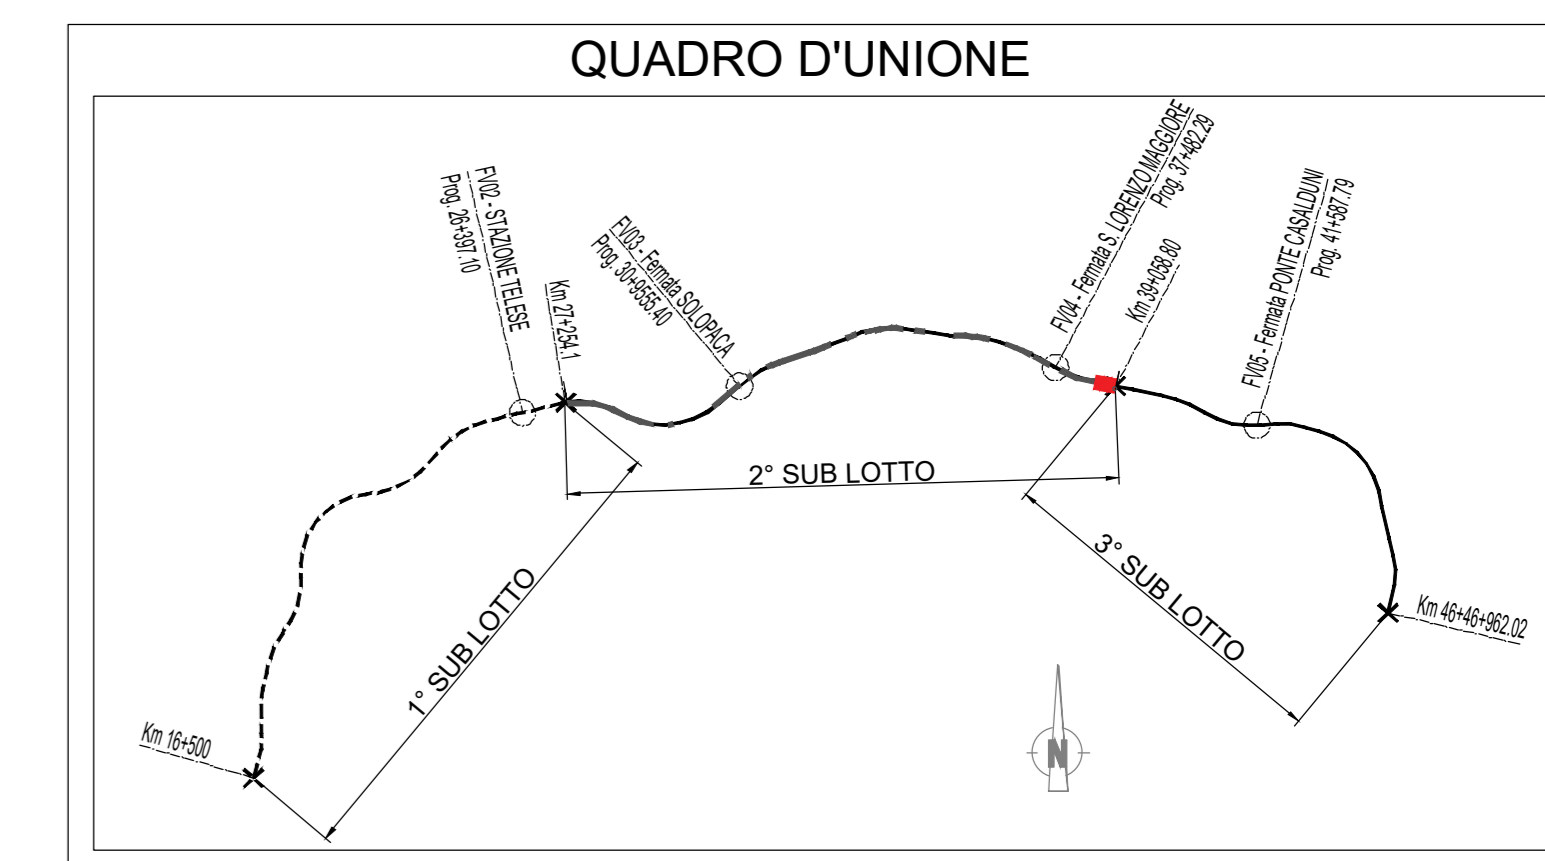 QUADRO D'UNIONE
FV02 - STAZIONE TELESE
Prog. 26+397.10
Km 27+254.1
FV03 - Fermata SOLOPACA
Prog. 30+9555.40
FV04 - Fermata S. LORENZO MAGGIORE
Prog. 37+482.29
Km 39+058.80
FV05 - Fermata PONTE CASALDUNI
Prog. 41+587.79
2° SUB LOTTO
1° SUB LOTTO
3° SUB LOTTO
Km 46+46+962.02
Km 16+500
N